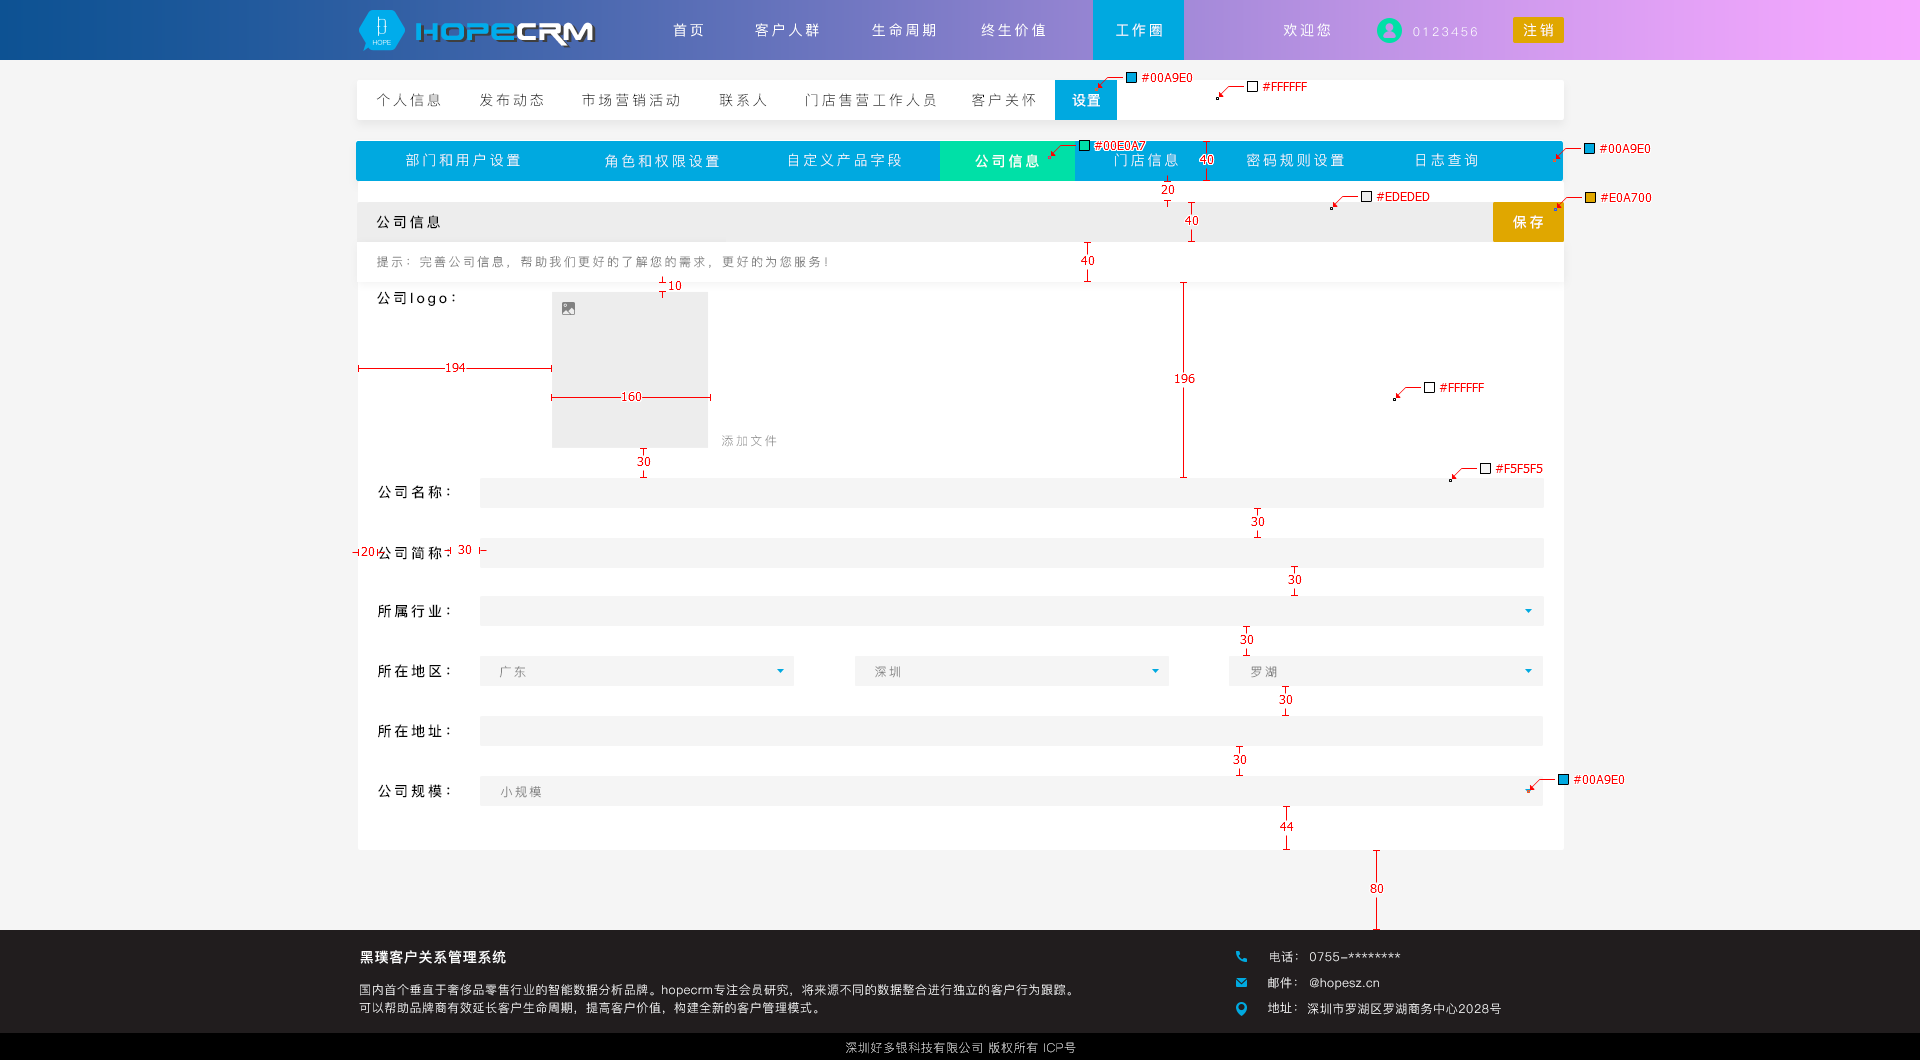 HOPE HOPECRM 首页 客户人群 生命周期 终生价值 工作圈 欢迎您 0123456 注销
个人信息 发布动态 市场营销活动 联系人 门店售营工作人员 客户关怀 设置 #00A9E0 #FFFFFF
部门和用户设置 角色和权限设置 自定义产品字段 公司信息 #00E0A7 门店信息 40 密码规则设置 日志查询 #00A9E0
20 #EDEDED #E0A700
公司信息 40 保存
提示：完善公司信息，帮助我们更好的了解您的需求，更好的为您服务！ 40
公司logo： 10
194 160 196 #FFFFFF
添加文件
30 #F5F5F5
公司名称：
30
20 公司简称： 30
30
所属行业：
30
所在地区： 广东 深圳 罗湖
30
所在地址：
30
公司规模： 小规模 #00A9E0
44
80
黑璞客户关系管理系统
国内首个垂直于奢侈品零售行业的智能数据分析品牌。hopecrm专注会员研究，将来源不同的数据整合进行独立的客户行为跟踪。
可以帮助品牌商有效延长客户生命周期，提高客户价值，构建全新的客户管理模式。
电话： 0755-********
邮件： @hopesz.cn
地址： 深圳市罗湖区罗湖商务中心2028号
深圳好多银科技有限公司 版权所有 ICP号